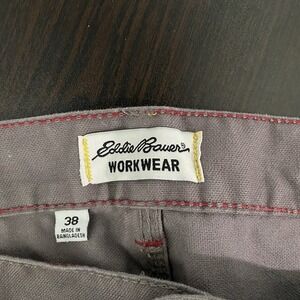 Eddie Bauer
WORKWEAR
38
MADE IN
BANGLADESH